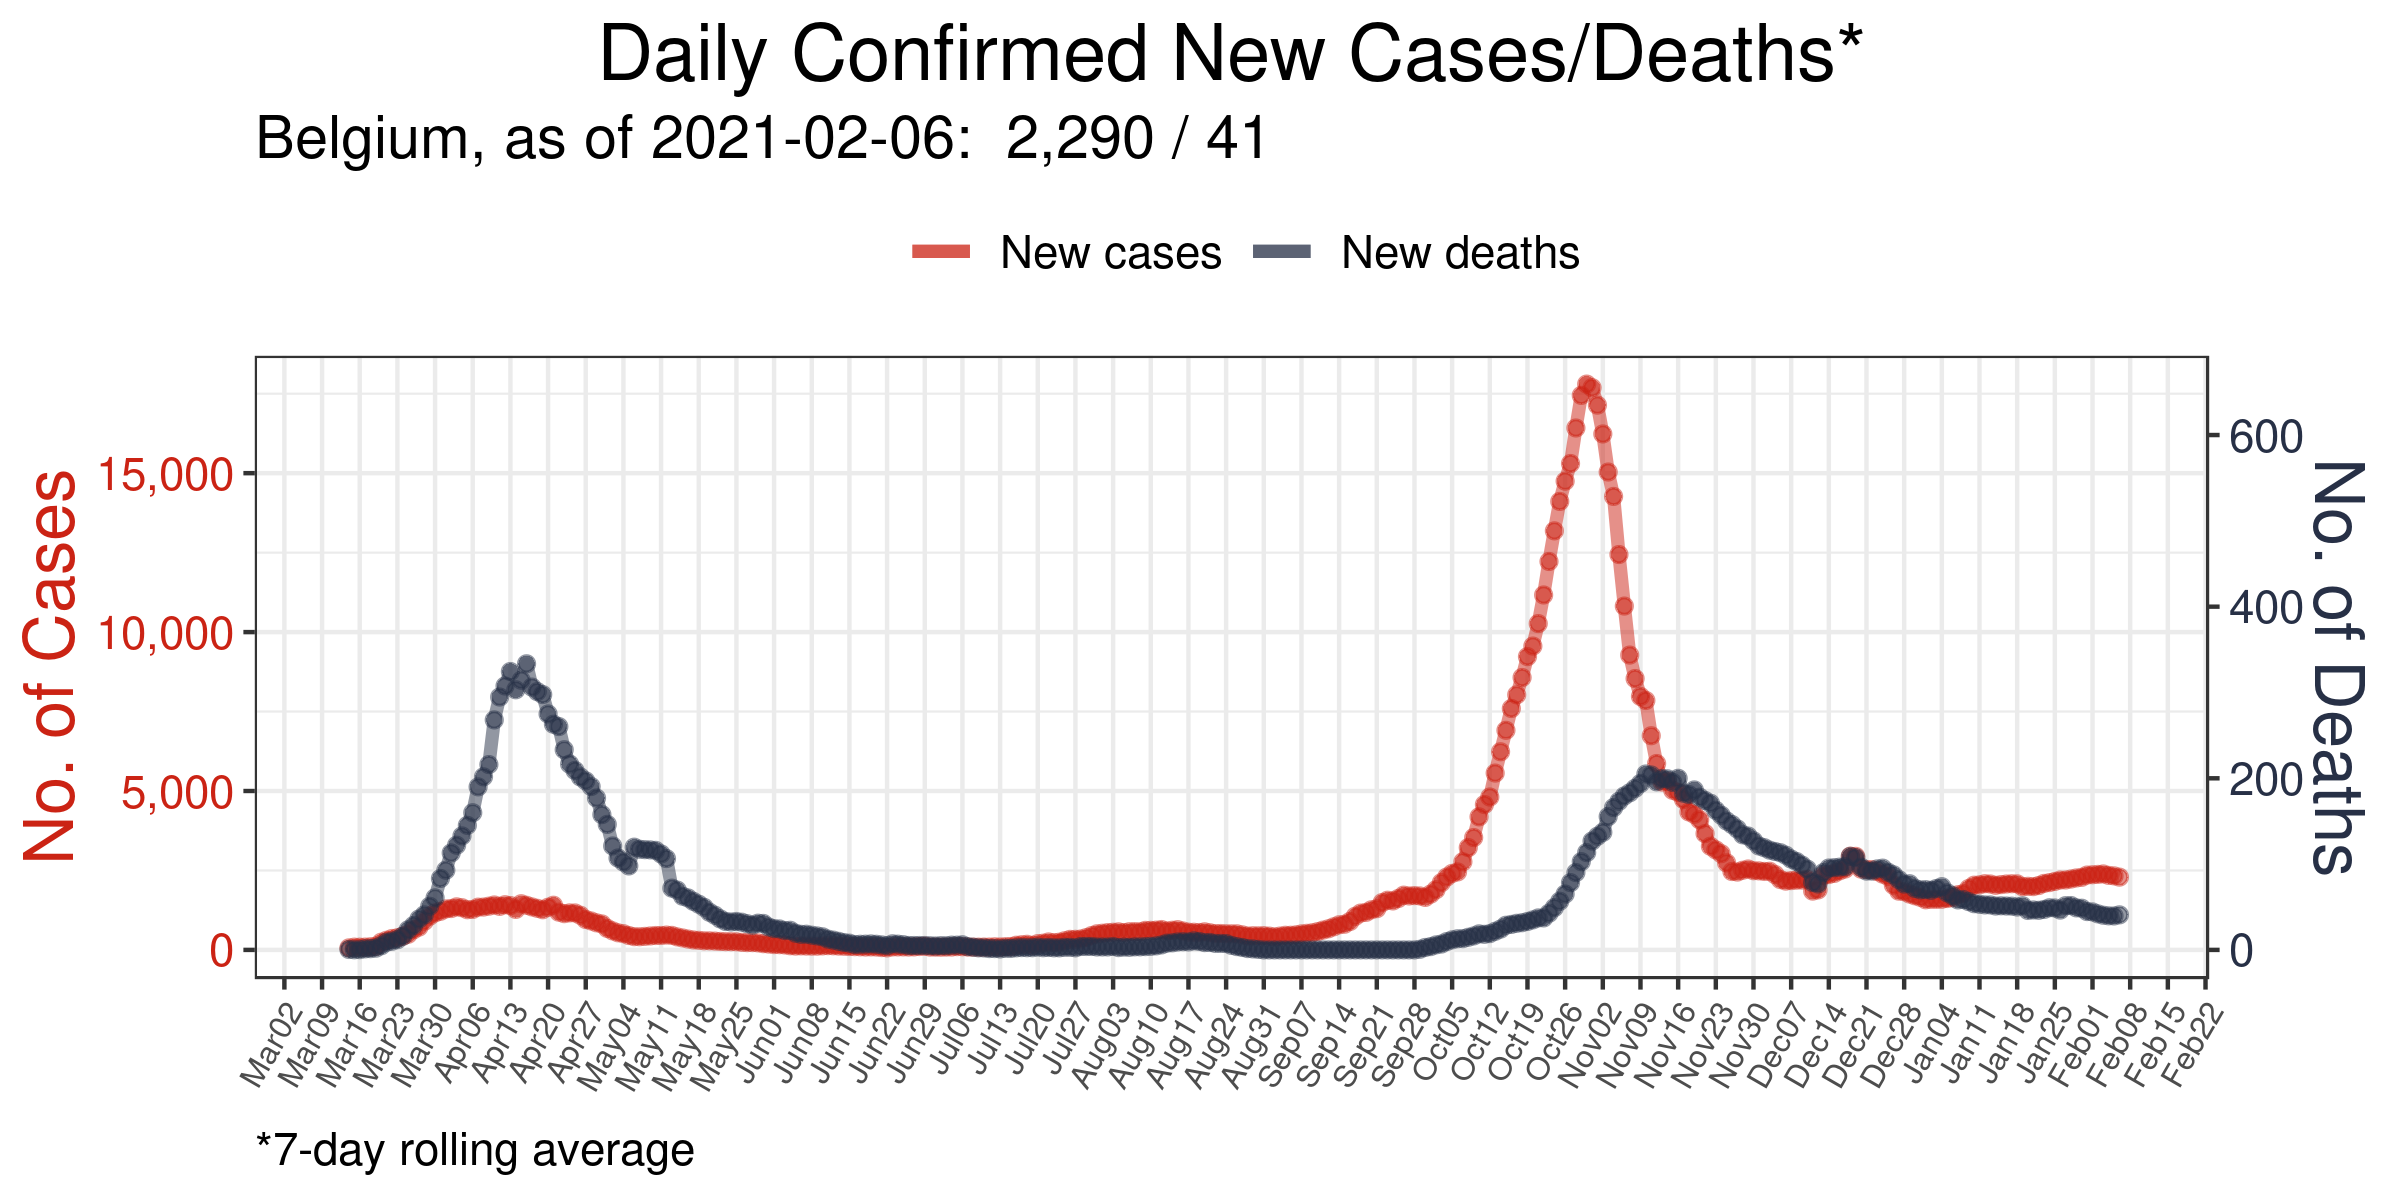 Daily Confirmed New Cases/Deaths*
Belgium, as of 2021-02-06:  2,290 / 41
New cases
New deaths
No. of Cases
15,000
10,000
5,000
0
600
400
200
0
No. of Deaths
Mar02
Mar09
Mar16
Mar23
Mar30
Apr06
Apr13
Apr20
Apr27
May04
May11
May18
May25
Jun01
Jun08
Jun15
Jun22
Jun29
Jul06
Jul13
Jul20
Jul27
Aug03
Aug10
Aug17
Aug24
Aug31
Sep07
Sep14
Sep21
Sep28
Oct05
Oct12
Oct19
Oct26
Nov02
Nov09
Nov16
Nov23
Nov30
Dec07
Dec14
Dec21
Dec28
Jan04
Jan11
Jan18
Jan25
Feb01
Feb08
Feb15
Feb22
*7-day rolling average